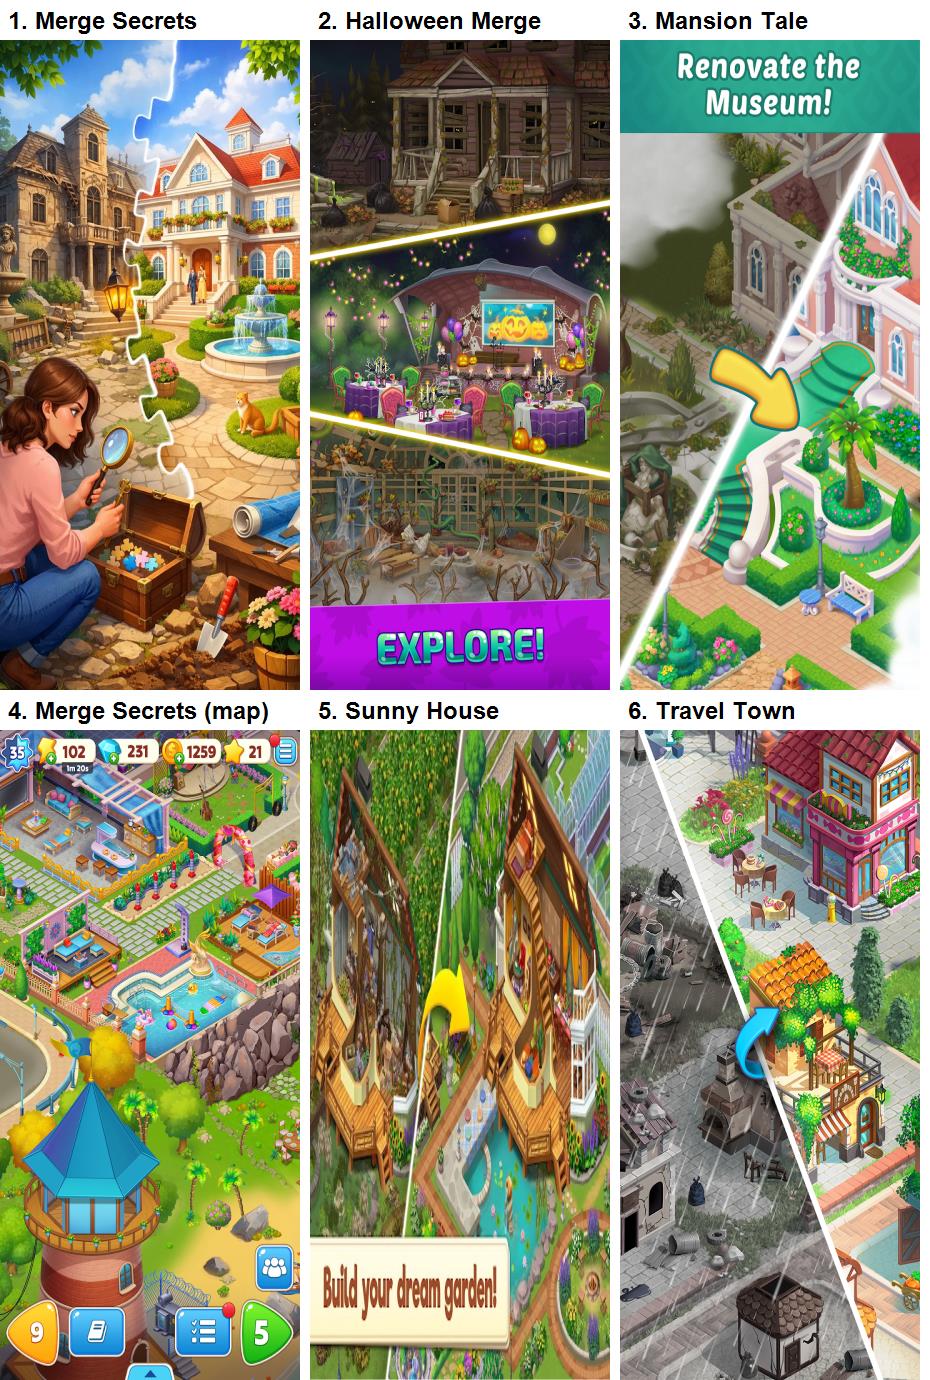 1. Merge Secrets
2. Halloween Merge
3. Mansion Tale
Renovate the
Museum!
EXPLORE!
4. Merge Secrets (map)
5. Sunny House
6. Travel Town
35
102
1m 20s
231
1259
21
9
5
Build your dream garden!